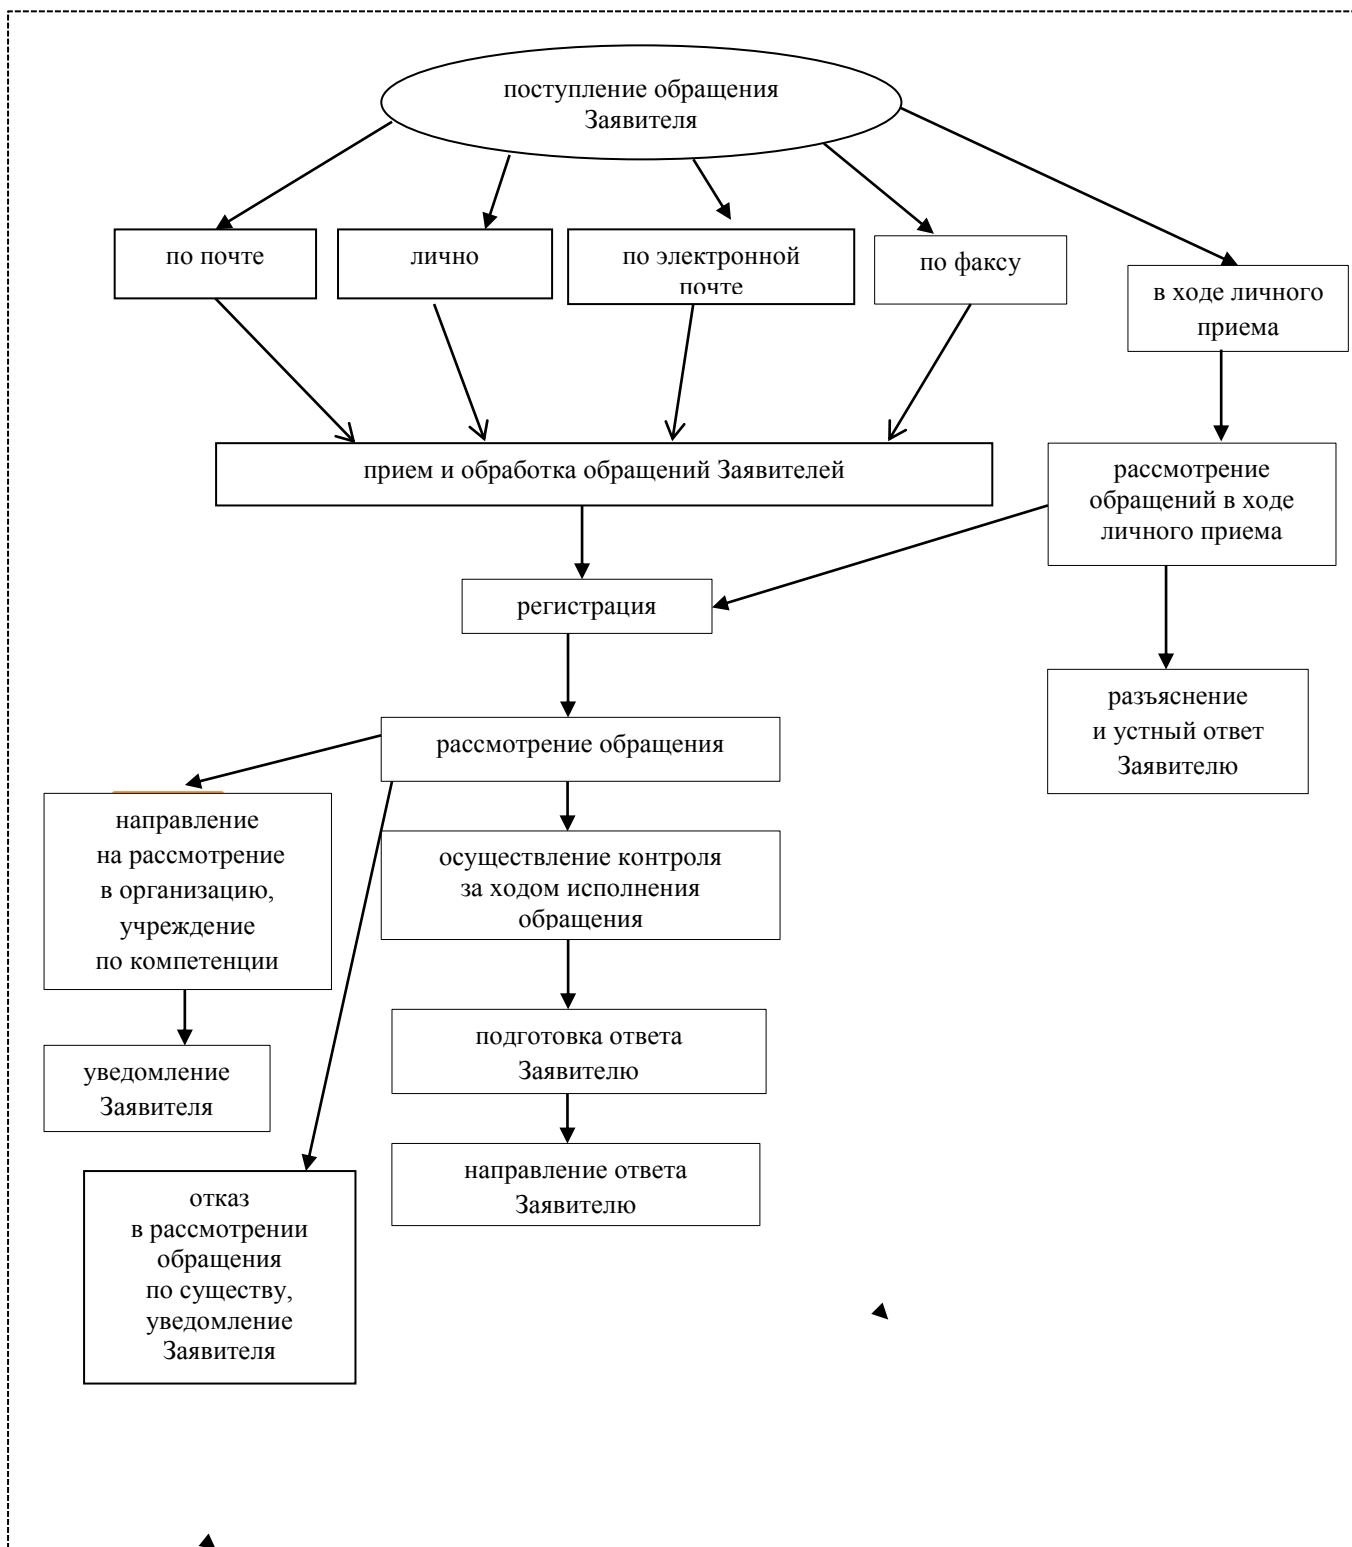 поступление обращения
Заявителя
по почте
лично
по электронной
почте
по факсу
в ходе личного
приема
прием и обработка обращений Заявителей
рассмотрение
обращений в ходе
личного приема
регистрация
разъяснение
и устный ответ
Заявителю
рассмотрение обращения
направление
на рассмотрение
в организацию,
учреждение
по компетенции
осуществление контроля
за ходом исполнения
обращения
подготовка ответа
Заявителю
уведомление
Заявителя
направление ответа
Заявителю
отказ
в рассмотрении
обращения
по существу,
уведомление
Заявителя